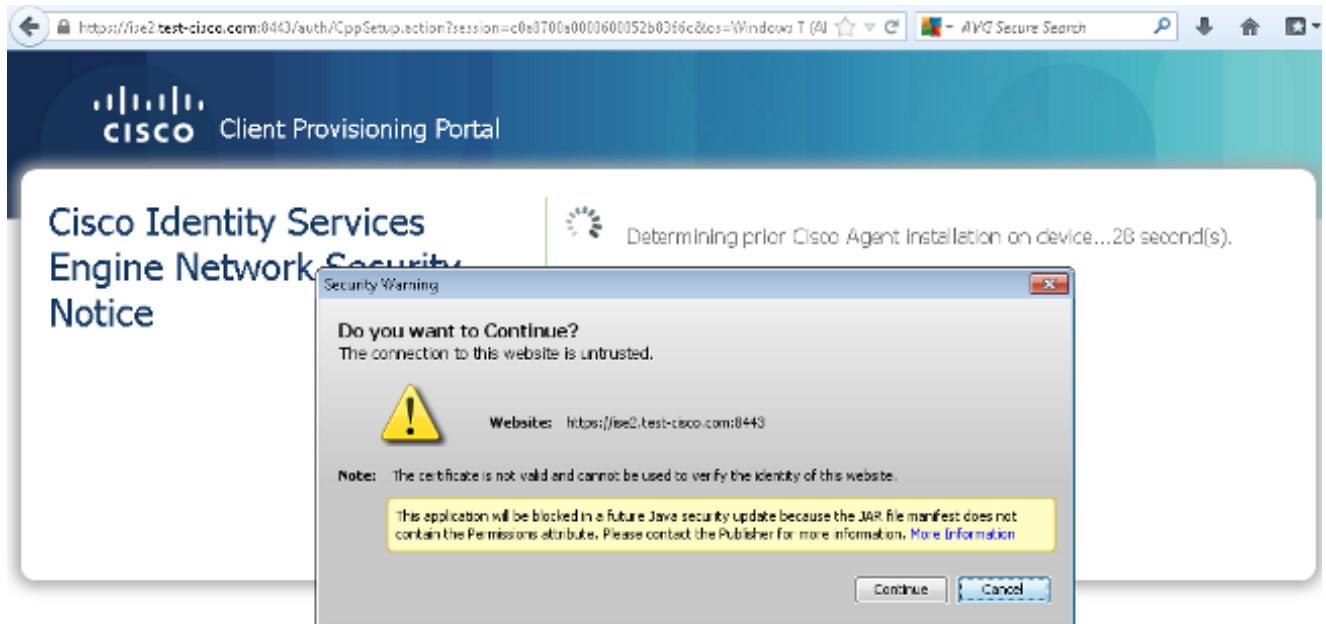 https://ise2.test-cisco.com:8443/auth/CppSetup.action?session=
AVG Secure Search
CISCO Client Provisioning Portal
Cisco Identity Services
Engine Network Security
Notice
Determining prior Cisco Agent installation on device...28 second(s).
Security Warning
Do you want to Continue?
The connection to this website is untrusted.
Website: https://ise2.test-cisco.com:8443
Note: The certificate is not valid and cannot be used to verify the identity of this website.
This application will be blocked in a future Java security update because the JAR file manifest does not
contain the Permissions attribute. Please contact the Publisher for more information. More Information
Continue Cancel